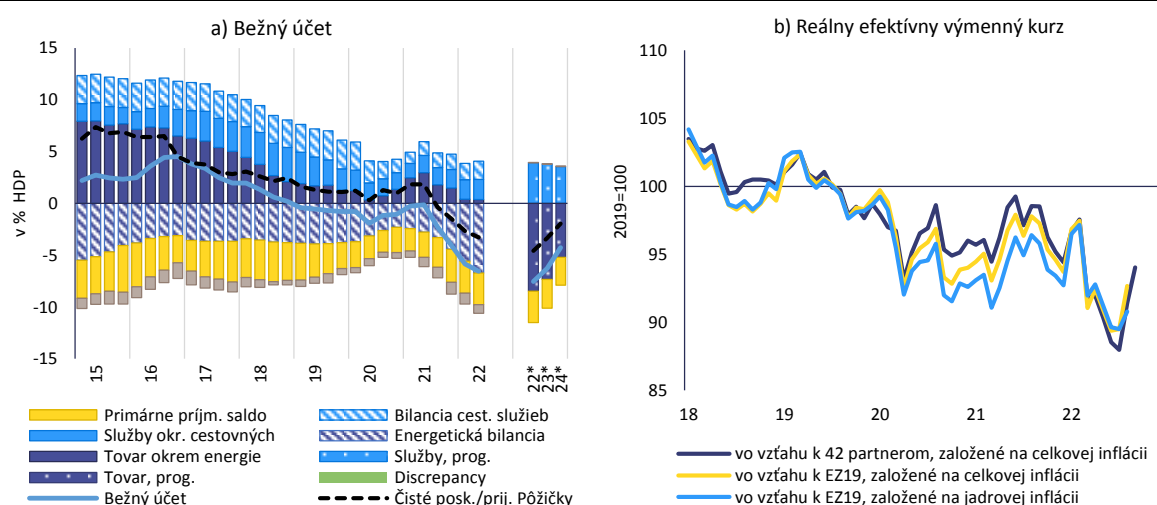 a) Bežný účet
v % HDP
15
10
5
0
-5
-10
-15
15 16 17 18 19 20 21 22 22* 23* 24*
Primárne príjm. saldo
Bilancia cest. služieb
Služby okr. cestovných
Energetická bilancia
Tovar okrem energie
Služby, prog.
Tovar, prog.
Discrepancy
Bežný účet
Čisté posk./prij. Pôžičky
b) Reálny efektívny výmenný kurz
2019=100
110
105
100
95
90
85
18 19 20 21 22
vo vzťahu k 42 partnerom, založené na celkovej inflácii
vo vzťahu k EZ19, založené na celkovej inflácii
vo vzťahu k EZ19, založené na jadrovej inflácii